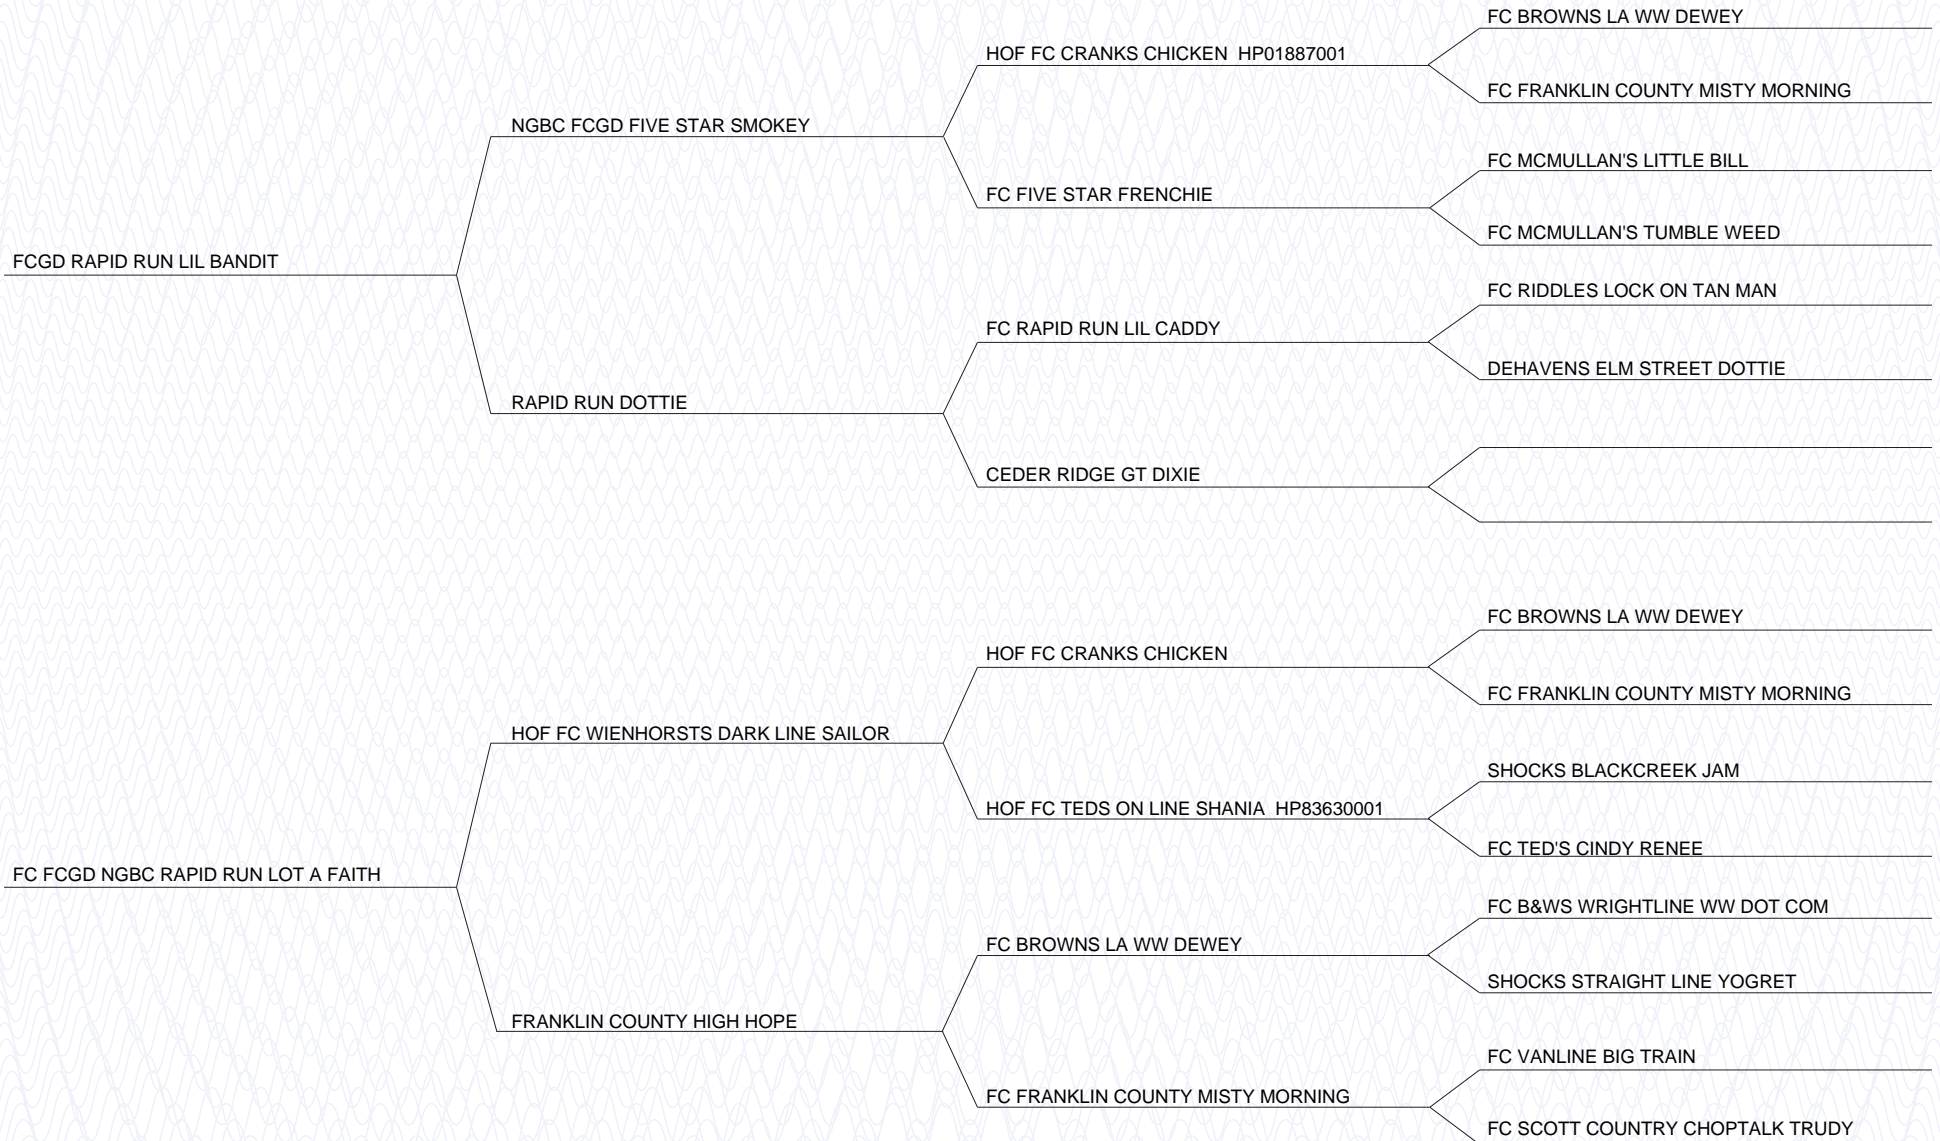 FC BROWNS LA WW DEWEY
HOF FC CRANKS CHICKEN  HP01887001
FC FRANKLIN COUNTY MISTY MORNING
NGBC FCGD FIVE STAR SMOKEY
FC MCMULLAN'S LITTLE BILL
FC FIVE STAR FRENCHIE
FC MCMULLAN'S TUMBLE WEED
FCGD RAPID RUN LIL BANDIT
FC RIDDLES LOCK ON TAN MAN
FC RAPID RUN LIL CADDY
DEHAVENS ELM STREET DOTTIE
RAPID RUN DOTTIE
CEDER RIDGE GT DIXIE
FC BROWNS LA WW DEWEY
HOF FC CRANKS CHICKEN
FC FRANKLIN COUNTY MISTY MORNING
HOF FC WIENHORSTS DARK LINE SAILOR
SHOCKS BLACKCREEK JAM
HOF FC TEDS ON LINE SHANIA  HP83630001
FC TED'S CINDY RENEE
FC FCGD NGBC RAPID RUN LOT A FAITH
FC B&WS WRIGHTLINE WW DOT COM
FC BROWNS LA WW DEWEY
SHOCKS STRAIGHT LINE YOGRET
FRANKLIN COUNTY HIGH HOPE
FC VANLINE BIG TRAIN
FC FRANKLIN COUNTY MISTY MORNING
FC SCOTT COUNTRY CHOPTALK TRUDY